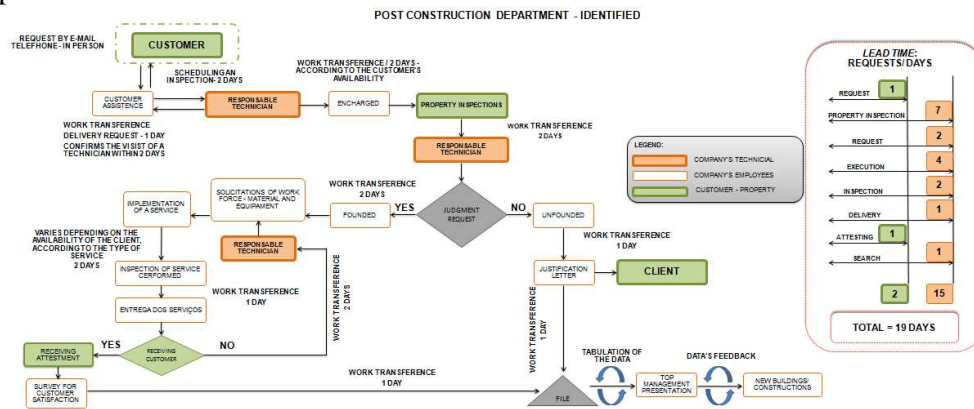 POST CONSTRUCTION DEPARTMENT - IDENTIFIED
REQUEST BY E-MAIL
TELEFHONE - IN PERSON
CUSTOMER
SCHEDULING AN
INSPECTION- 2 DAYS
WORK TRANSFERENCE / 2 DAYS -
ACCORDING TO THE CUSTOMER'S
AVAILABILITY
CUSTOMER
ASSISTENCE
RESPONSABLE
TECHNICIAN
ENCHARGED
PROPERTY INSPECTIONS
WORK TRANSFERENCE
DELIVERY REQUEST - 1 DAY
CONFIRMS THE VISIST OF A
TECHNICIAN WITHIN 2 DAYS
WORK TRANSFERENCE
2 DAYS
RESPONSABLE
TECHNICIAN
LEGEND:
COMPANY'S TECHNICIAL
COMPANY'S EMPLOYEES
CUSTOMER - PROPERTY
IMPLEMENTATION
OF A SERVICE
SOLICITATIONS OF WORK
FORCE - MATERIAL AND
EQUIPMENT
WORK TRANSFERENCE
2 DAYS
FOUNDED
YES
JUDGMENT
REQUEST
NO
UNFOUNDED
VARIES DEPENDING ON THE
AVAILABILITY OF THE CLIENT,
ACCORDING TO THE TYPE OF
SERVICE
2 DAYS
RESPONSABLE
TECHNICIAN
WORK TRANSFERENCE
1 DAY
INSPECTION OF SERVICE
CERFORMED
JUSTIFICATION
LETTER
CLIENT
WORK TRANSFERENCE
1 DAY
WORK TRANSFERENCE
2 DAYS
ENTREGA DOS SERVIÇOS
WORK TRANSFERENCE
1 DAY
RECEIVING
ATTESTMENT
YES
RECEIVING
CUSTOMER
NO
SURVEY FOR
CUSTOMER
SATISFACTION
WORK TRANSFERENCE
1 DAY
FILE
TABULATION OF
THE DATA
TOP
MANAGEMENT
PRESENTATION
DATA'S FEEDBACK
NEW BUILDINGS/
CONSTRUCTIONS
LEAD TIME:
REQUESTS/DAYS
REQUEST
1
PROPERTY INSPECTION
7
REQUEST
2
EXECUTION
4
INSPECTION
2
DELIVERY
1
ATTESTING
1
SEARCH
1
2
15
TOTAL = 19 DAYS